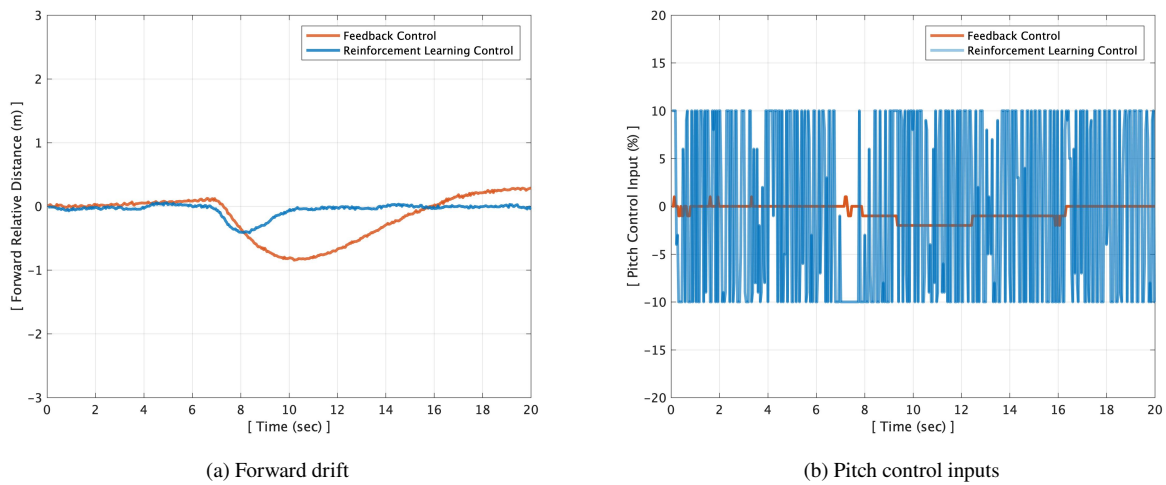 3
2
1
0
−1
−2
−3
[ Forward Relative Distance (m) ]
Feedback Control
Reinforcement Learning Control
0 2 4 6 8 10 12 14 16 18 20
[ Time (sec) ]
(a) Forward drift
20
15
10
5
0
−5
−10
−15
−20
[ Pitch Control Input (%) ]
Feedback Control
Reinforcement Learning Control
0 2 4 6 8 10 12 14 16 18 20
[ Time (sec) ]
(b) Pitch control inputs